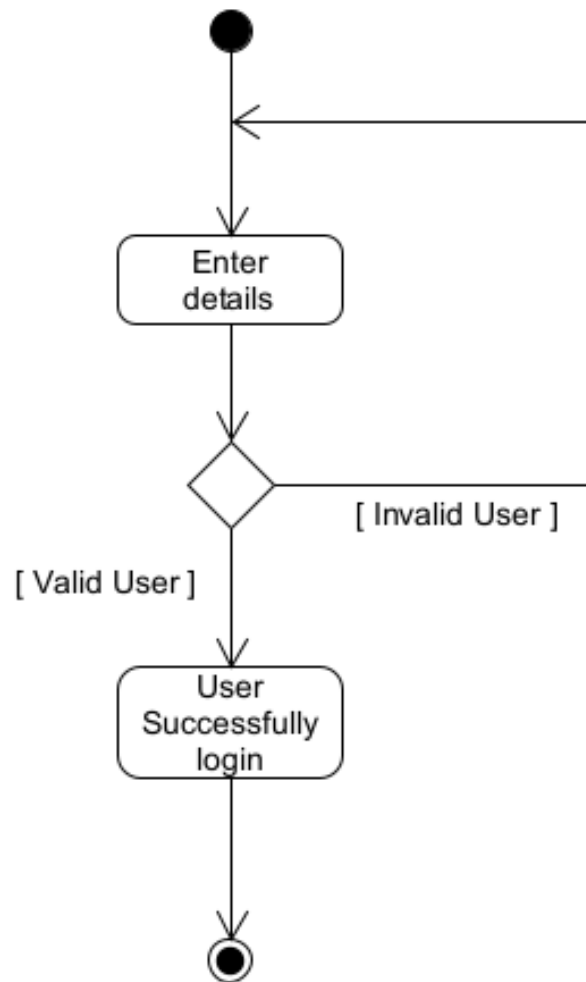 Enter
details
[ Invalid User ]
[ Valid User ]
User
Successfully
login